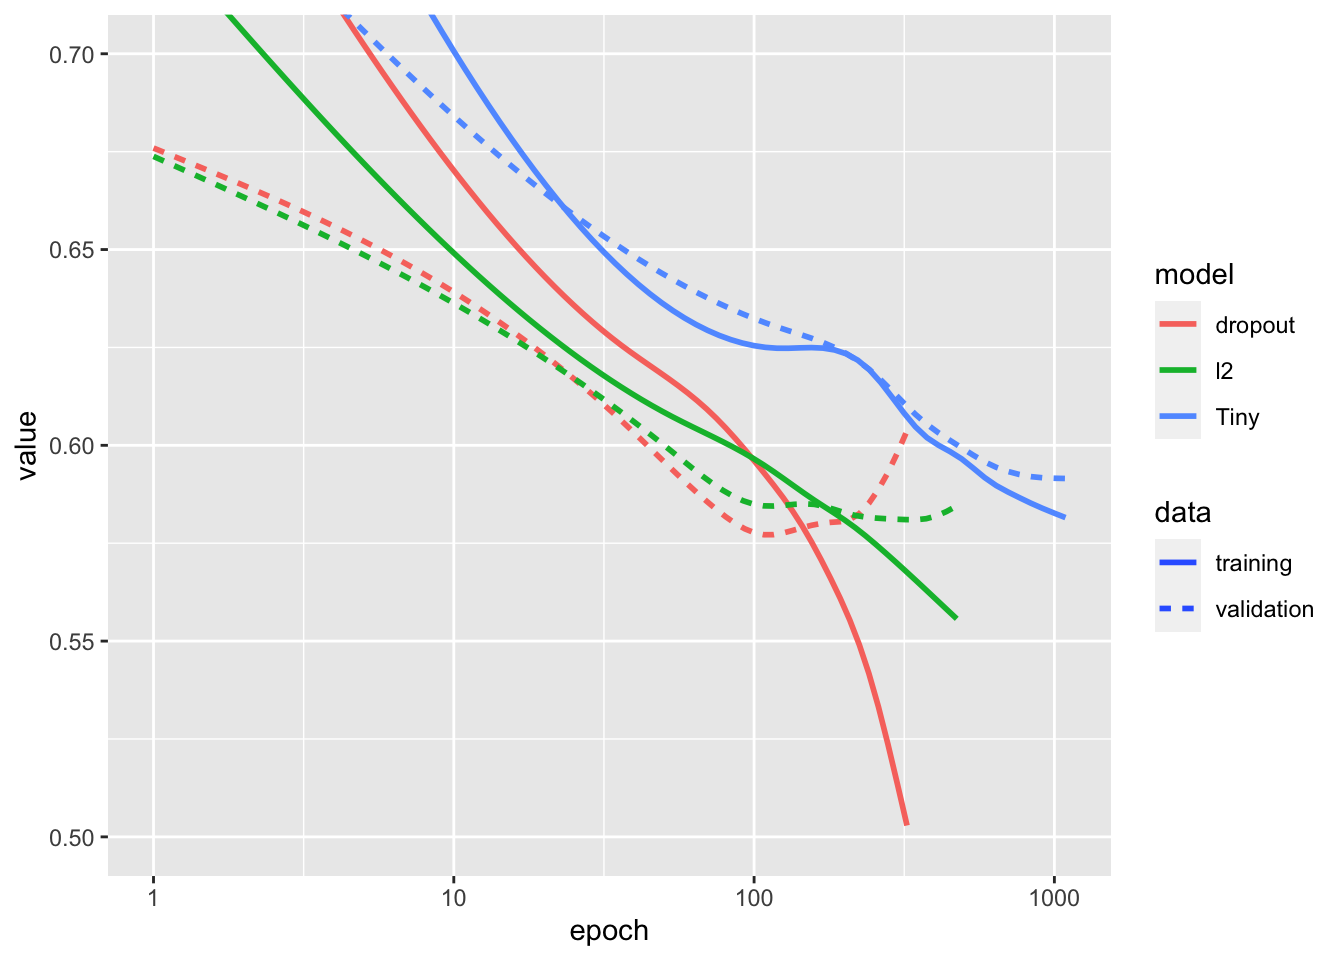 0.70
0.65
0.60
0.55
0.50
value
1
10
100
1000
epoch
model
dropout
l2
Tiny
data
training
validation